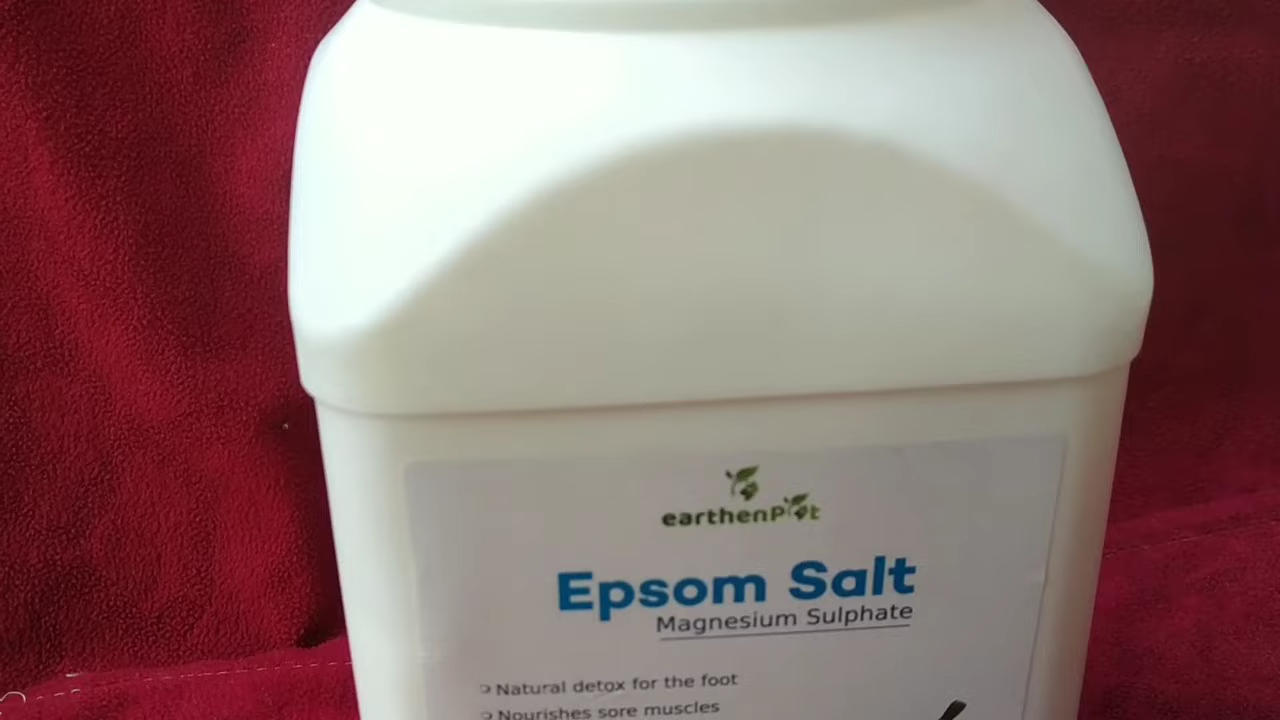 earthenPot
Epsom Salt
Magnesium Sulphate
Natural detox for the foot
Nourishes sore muscles